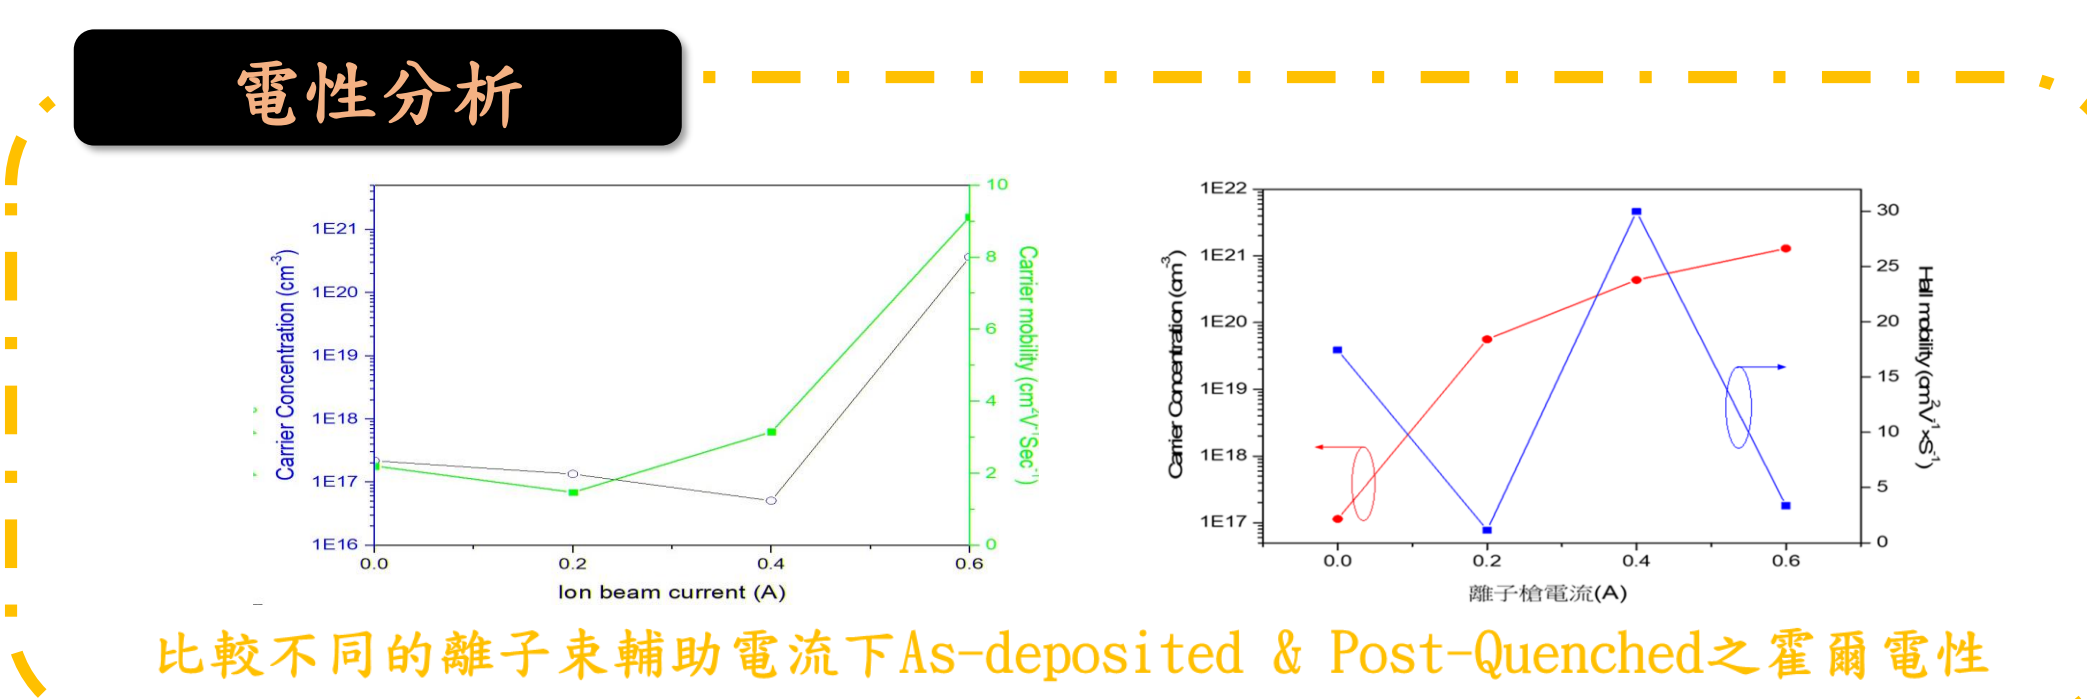 電性分析
1E21
1E20
1E19
1E18
1E17
1E16
Carrier Concentration (cm-3)
0.0 0.2 0.4 0.6
Ion beam current (A)
10
8
6
4
2
0
Carrier mobility (cm2V-1Sec-1)
1E22
1E21
1E20
1E19
1E18
1E17
Carrier Concentration (cm-3)
0.0 0.2 0.4 0.6
離子槍電流(A)
30
25
20
15
10
5
0
Hall mobility (cm2V-1×S-1)
比較不同的離子束輔助電流下As-deposited & Post-Quenched之霍爾電性